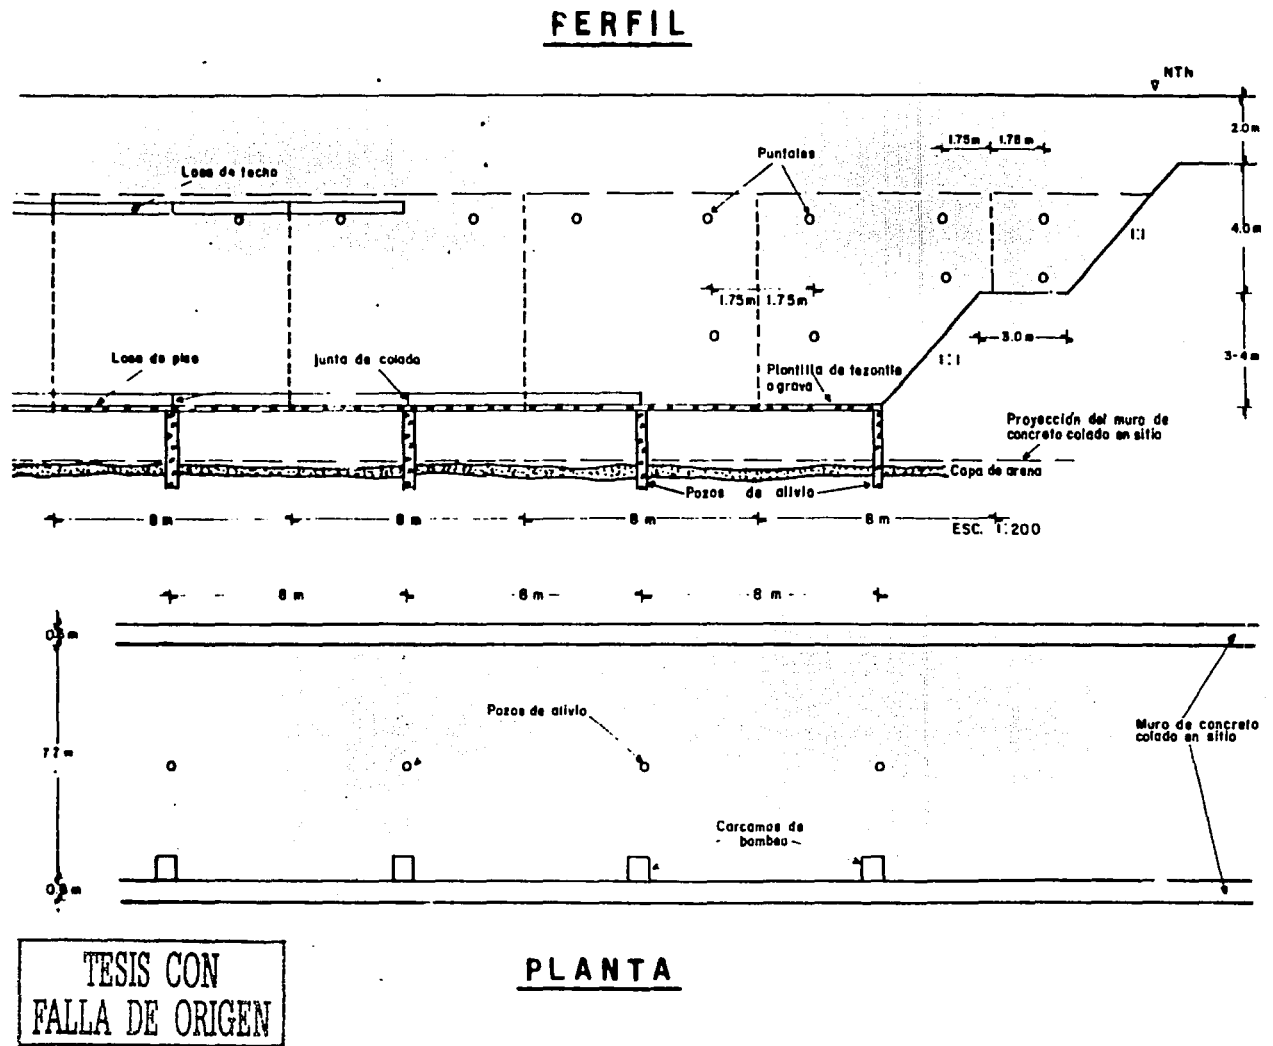 PERFIL
NTN
2.0 m
1.75m 1.75 m
Puntales
Losa de techo
1:1
4.0 m
1.75m 1.75m
3.0m
Losa de piso
junta de colado
1:1
3-4 m
Plantilla de tezontle
o grava
Proyección del muro de
concreto colado en sitio
Capa de arena
Pozos de alivio
8 m
8 m
8 m
8 m
ESC. 1:200
8 m
8 m
8 m
Pozos de alivio
Muro de concreto
colado en sitio
Carcamos de
bombeo
TESIS CON
FALLA DE ORIGEN
PLANTA